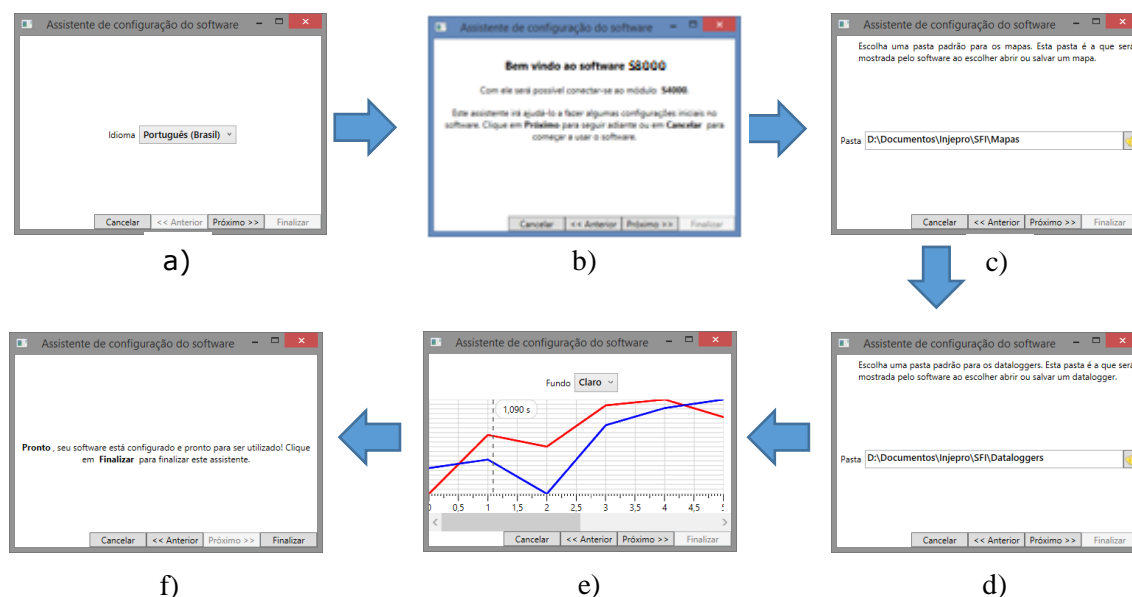 Assistente de configuração do software
Idioma Português (Brasil)
Cancelar << Anterior Próximo >> Finalizar
a)
Assistente de configuração do software
Bem vindo ao software S8000
Com ele será possível conectar-se ao módulo S4000.
Este assistente irá ajudá-lo a fazer algumas configurações iniciais no
software. Clique em Próximo para seguir adiante ou em Cancelar para
começar a usar o software.
Cancelar << Anterior Próximo >> Finalizar
b)
Assistente de configuração do software
Escolha uma pasta padrão para os mapas. Esta pasta é a que será
mostrada pelo software ao escolher abrir ou salvar um mapa.
Pasta D:\Documentos\Injepro\SFI\Mapas
Cancelar << Anterior Próximo >> Finalizar
c)
Assistente de configuração do software
Pronto , seu software está configurado e pronto para ser utilizado! Clique
em Finalizar para finalizar este assistente.
Cancelar << Anterior Próximo >> Finalizar
f)
Assistente de configuração do software
Fundo Claro
1,090 s
0 0,5 1 2 2,5 3 3,5 4 4,5 5
Cancelar << Anterior Próximo >> Finalizar
e)
Assistente de configuração do software
Escolha uma pasta padrão para os dataloggers. Esta pasta é a que será
mostrada pelo software ao escolher abrir ou salvar um datalogger.
Pasta D:\Documentos\Injepro\SFI\Dataloggers
Cancelar << Anterior Próximo >> Finalizar
d)